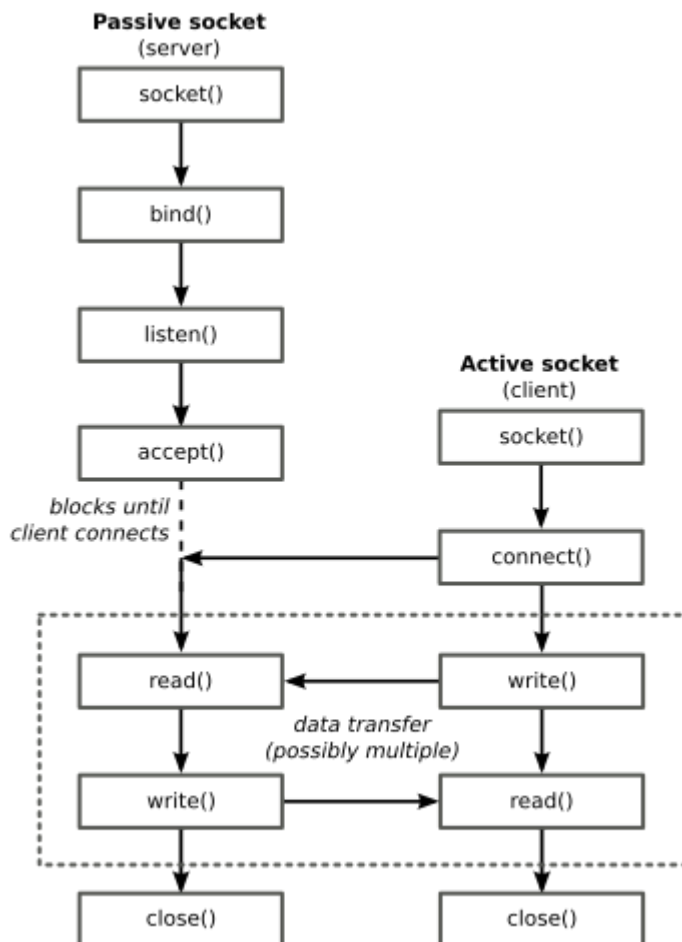 Passive socket
(server)
socket()
bind()
listen()
accept()
blocks until
client connects
Active socket
(client)
socket()
connect()
read()
write()
data transfer
(possibly multiple)
write()
read()
close()
close()